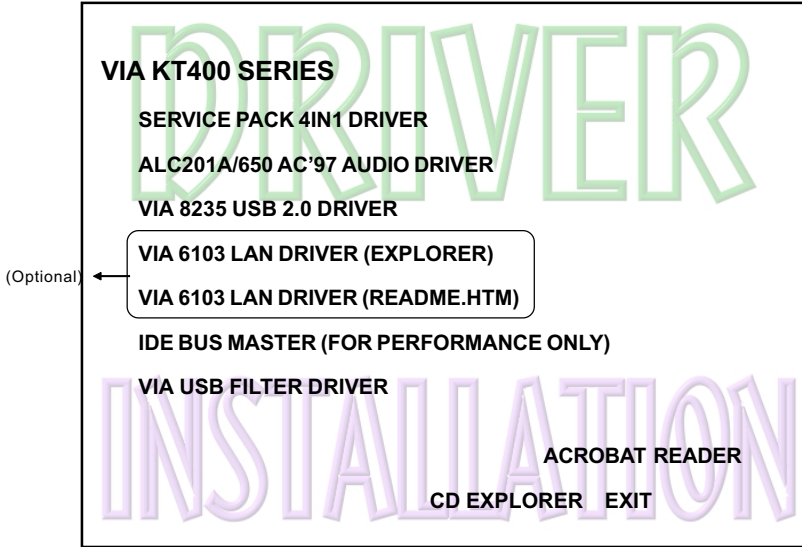 DRIVER
VIA KT400 SERIES
SERVICE PACK 4IN1 DRIVER
ALC201A/650 AC’97 AUDIO DRIVER
VIA 8235 USB 2.0 DRIVER
VIA 6103 LAN DRIVER (EXPLORER)
(Optional)
VIA 6103 LAN DRIVER (README.HTM)
IDE BUS MASTER (FOR PERFORMANCE ONLY)
VIA USB FILTER DRIVER
INSTALLATION
ACROBAT READER
CD EXPLORER EXIT